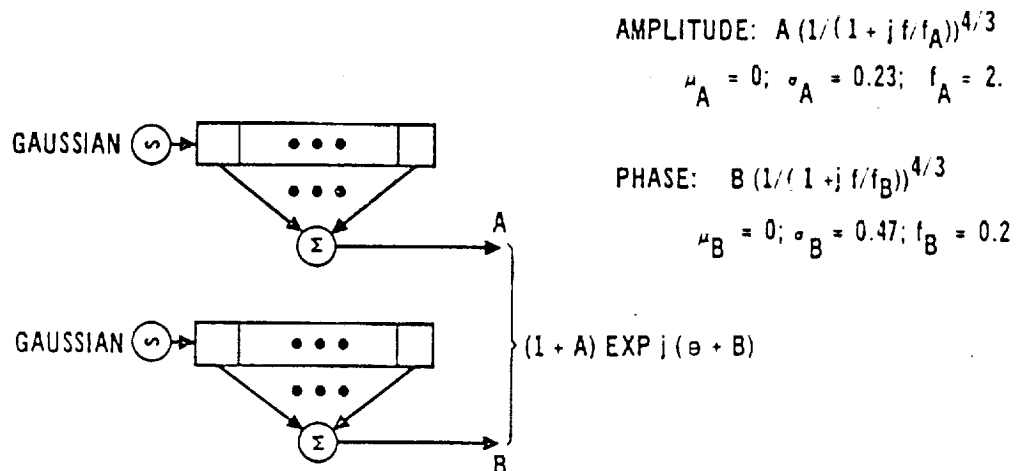 AMPLITUDE: A (1/(1 + j f/f_A))^4/3
μ_A = 0; σ_A = 0.23; f_A = 2.
GAUSSIAN S
• • •
• • •
Σ
A
PHASE: B (1/(1 + j f/f_B))^4/3
μ_B = 0; σ_B = 0.47; f_B = 0.2
GAUSSIAN S
• • •
• • •
Σ
B
(1 + A) EXP j (θ + B)